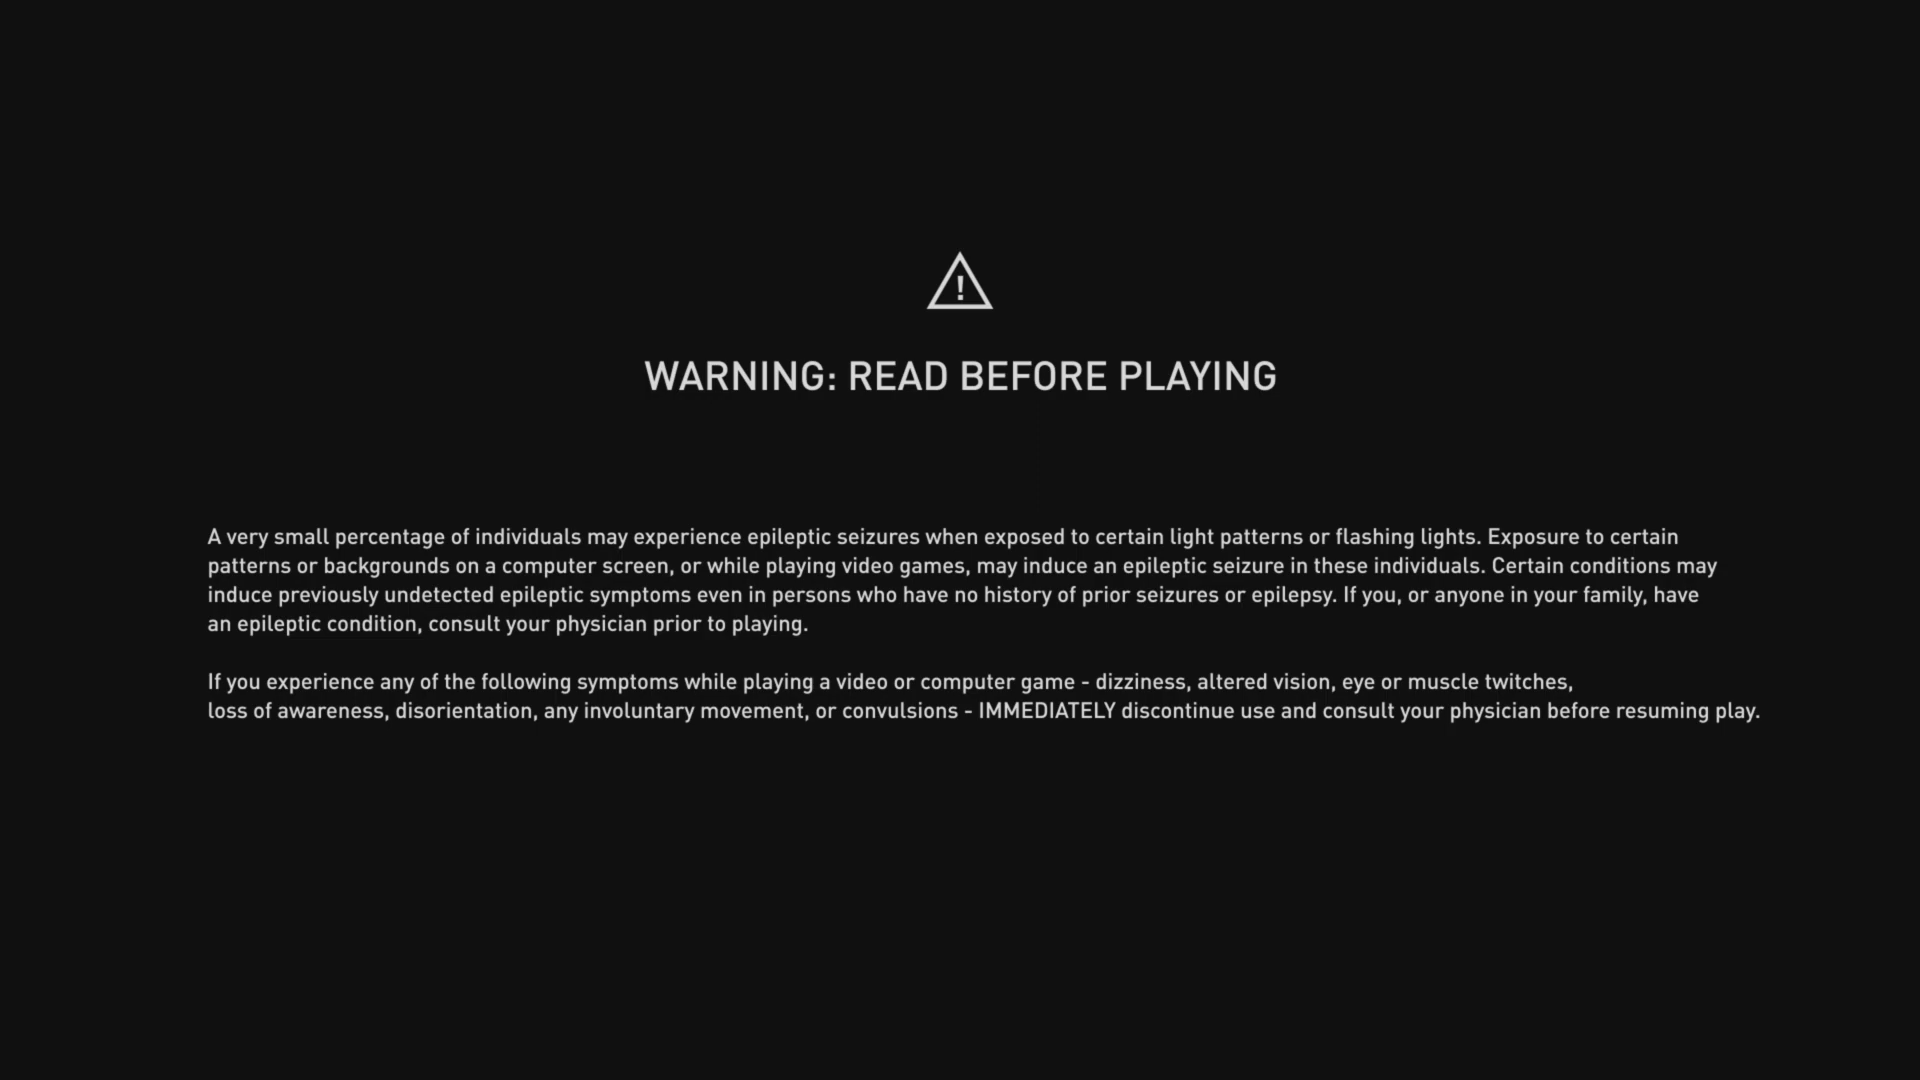 !
WARNING: READ BEFORE PLAYING
A very small percentage of individuals may experience epileptic seizures when exposed to certain light patterns or flashing lights. Exposure to certain
patterns or backgrounds on a computer screen, or while playing video games, may induce an epileptic seizure in these individuals. Certain conditions may
induce previously undetected epileptic symptoms even in persons who have no history of prior seizures or epilepsy. If you, or anyone in your family, have
an epileptic condition, consult your physician prior to playing.
If you experience any of the following symptoms while playing a video or computer game - dizziness, altered vision, eye or muscle twitches,
loss of awareness, disorientation, any involuntary movement, or convulsions - IMMEDIATELY discontinue use and consult your physician before resuming play.